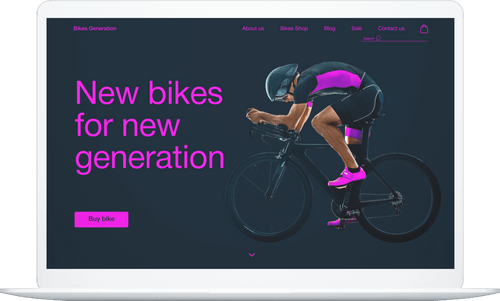 Bikes Generation
About us
Bikes Shop
Blog
Sale
Contact us
Search
New bikes
for new
generation
Buy bike